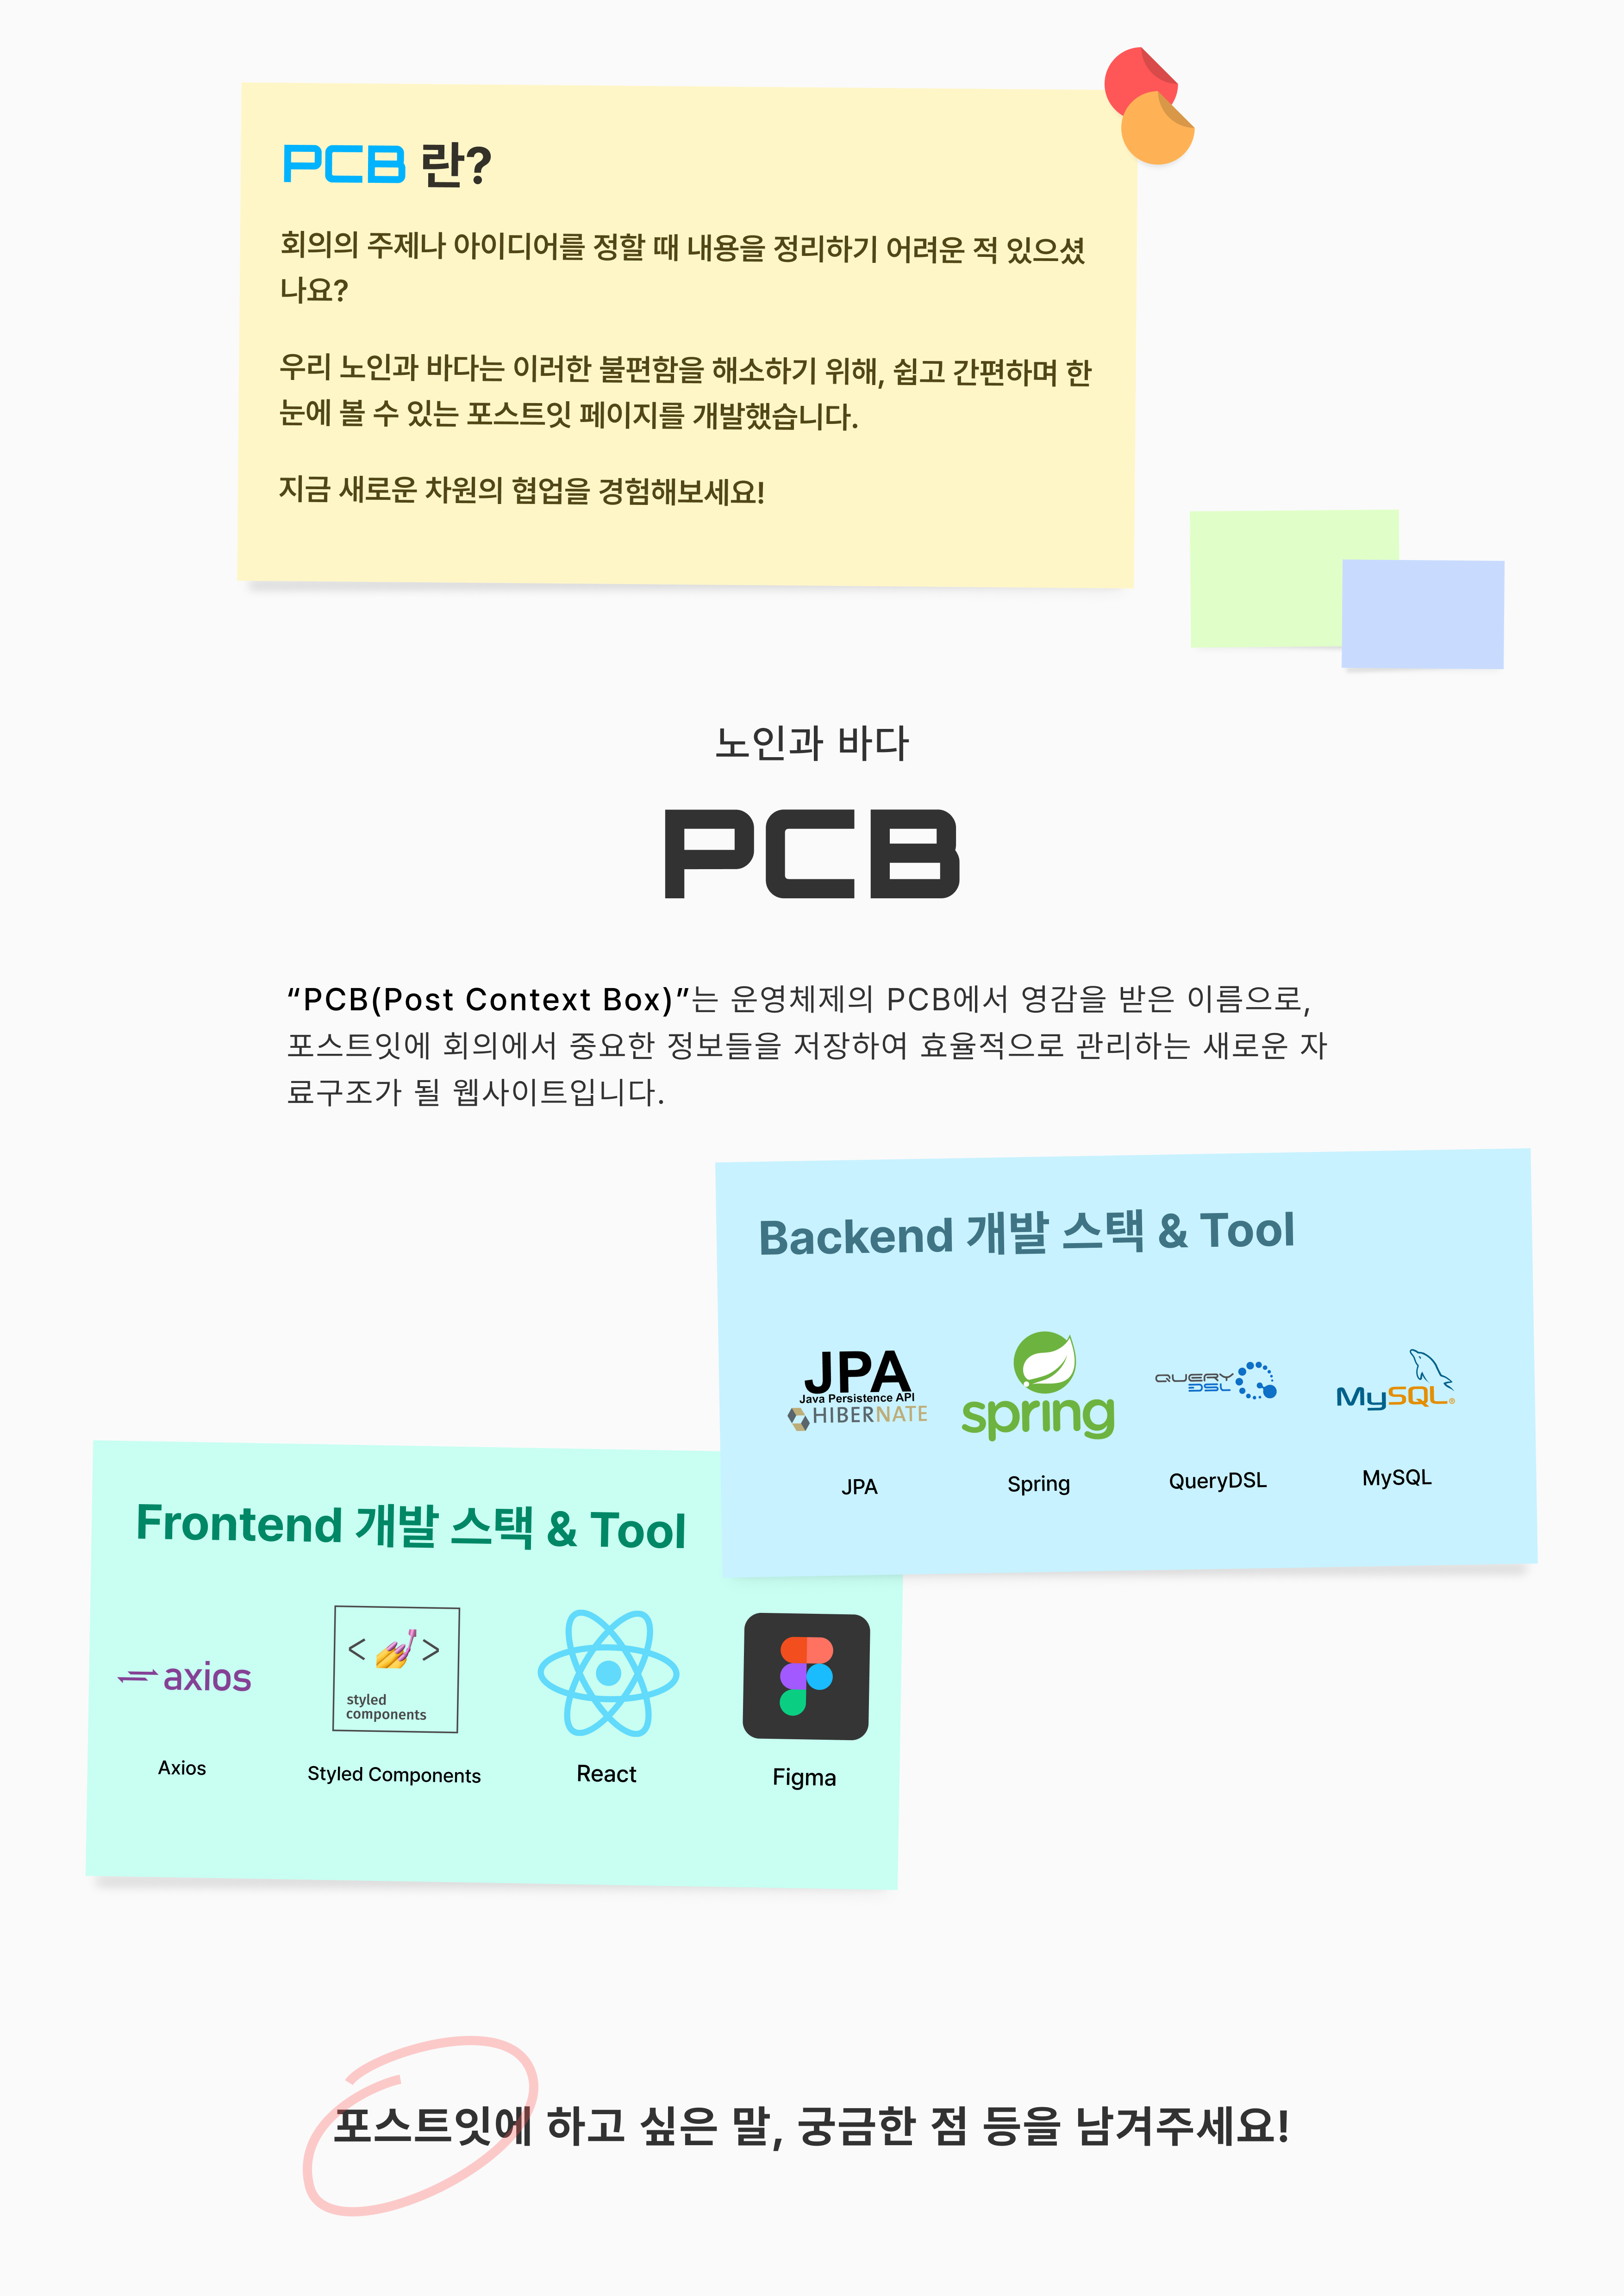 PCB 란?
회의의 주제나 아이디어를 정할 때 내용을 정리하기 어려운 적 있으셨
나요?
우리 노인과 바다는 이러한 불편함을 해소하기 위해, 쉽고 간편하며 한
눈에 볼 수 있는 포스트잇 페이지를 개발했습니다.
지금 새로운 차원의 협업을 경험해보세요!
노인과 바다
PCB
“PCB(Post Context Box)”는 운영체제의 PCB에서 영감을 받은 이름으로,
포스트잇에 회의에서 중요한 정보들을 저장하여 효율적으로 관리하는 새로운 자
료구조가 될 웹사이트입니다.
Backend 개발 스택 & Tool
JPA
Java Persistence API
HIBERNATE
spring
QUERY
DSL
MySQL®
JPA
Spring
QueryDSL
MySQL
Frontend 개발 스택 & Tool
axios
< >
styled
components
Axios
Styled Components
React
Figma
포스트잇에 하고 싶은 말, 궁금한 점 등을 남겨주세요!